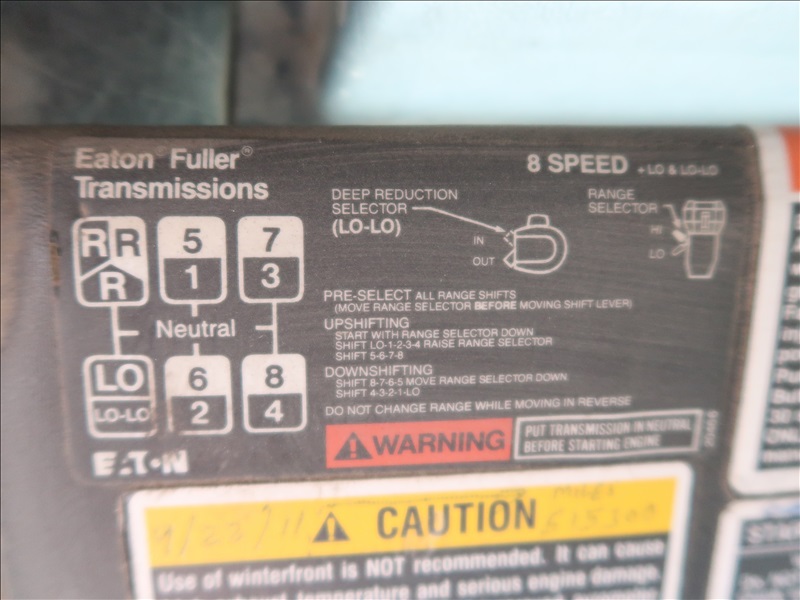 Eaton® Fuller®
Transmissions
8 SPEED + LO & LO-LO
DEEP REDUCTION
SELECTOR
(LO-LO)
IN
OUT
RANGE
SELECTOR
HI
LO
R R 5 7
R 1 3
Neutral
LO 6 8
LO-LO 2 4
PRE-SELECT ALL RANGE SHIFTS
(MOVE RANGE SELECTOR BEFORE MOVING SHIFT LEVER)
UPSHIFTING
START WITH RANGE SELECTOR DOWN
SHIFT LO-1-2-3-4 RAISE RANGE SELECTOR
SHIFT 5-6-7-8
DOWNSHIFTING
SHIFT 8-7-6-5 MOVE RANGE SELECTOR DOWN
SHIFT 4-3-2-1-LO
DO NOT CHANGE RANGE WHILE MOVING IN REVERSE
WARNING
PUT TRANSMISSION IN NEUTRAL
BEFORE STARTING ENGINE
EATON
CAUTION
Use of winterfront is NOT recommended. It can cause
temperature and serious engine damage.